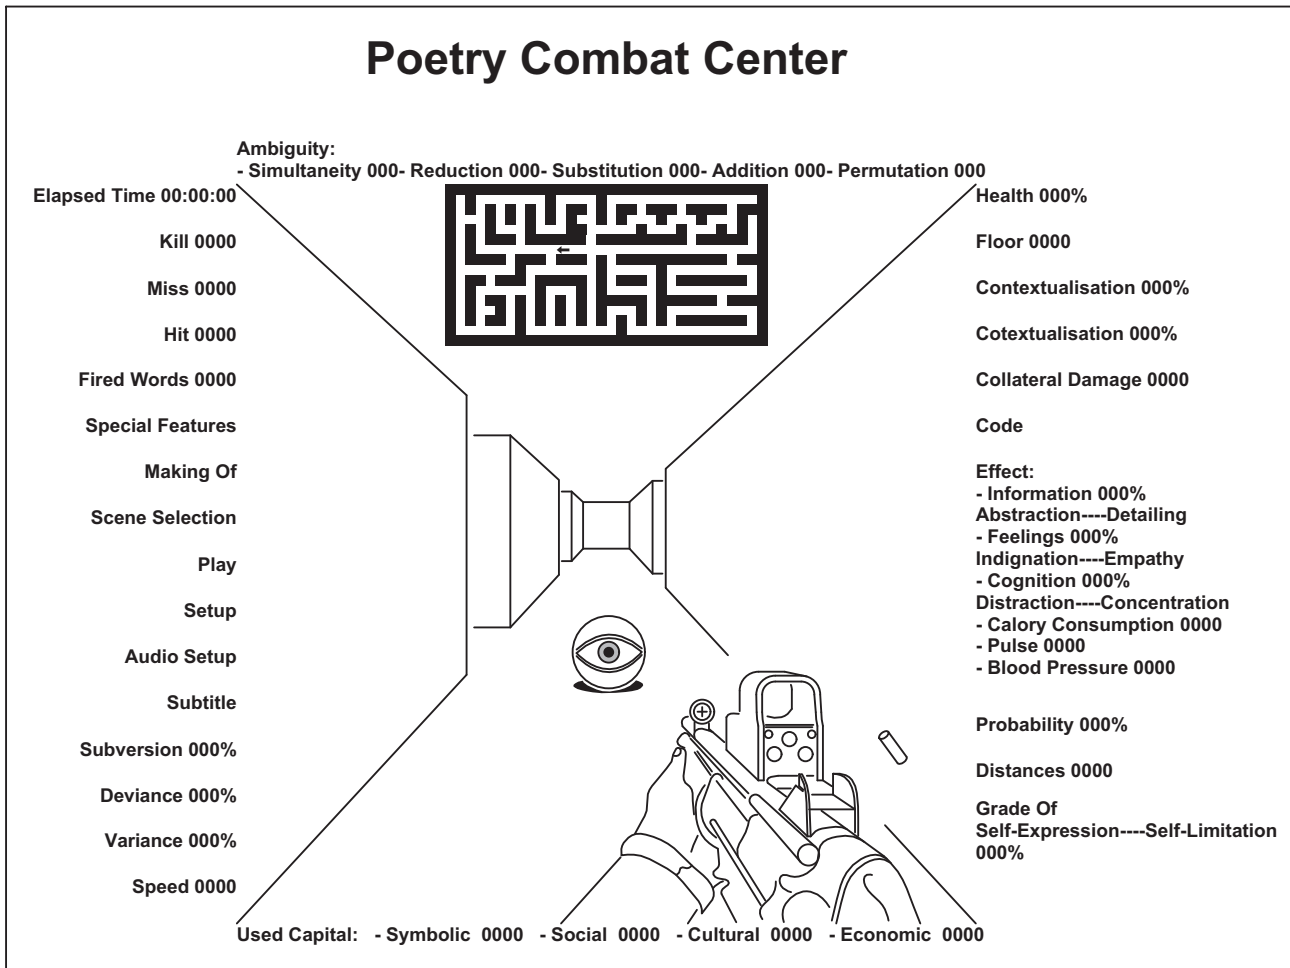 Poetry Combat Center
Ambiguity:
- Simultaneity 000- Reduction 000- Substitution 000- Addition 000- Permutation 000
Elapsed Time 00:00:00
Kill 0000
Miss 0000
Hit 0000
Fired Words 0000
Special Features
Making Of
Scene Selection
Play
Setup
Audio Setup
Subtitle
Subversion 000%
Deviance 000%
Variance 000%
Speed 0000
Health 000%
Floor 0000
Contextualisation 000%
Cotextualisation 000%
Collateral Damage 0000
Code
Effect:
- Information 000%
Abstraction----Detailing
- Feelings 000%
Indignation----Empathy
- Cognition 000%
Distraction----Concentration
- Calory Consumption 0000
- Pulse 0000
- Blood Pressure 0000
Probability 000%
Distances 0000
Grade Of
Self-Expression----Self-Limitation
000%
Used Capital: - Symbolic 0000 - Social 0000 - Cultural 0000 - Economic 0000